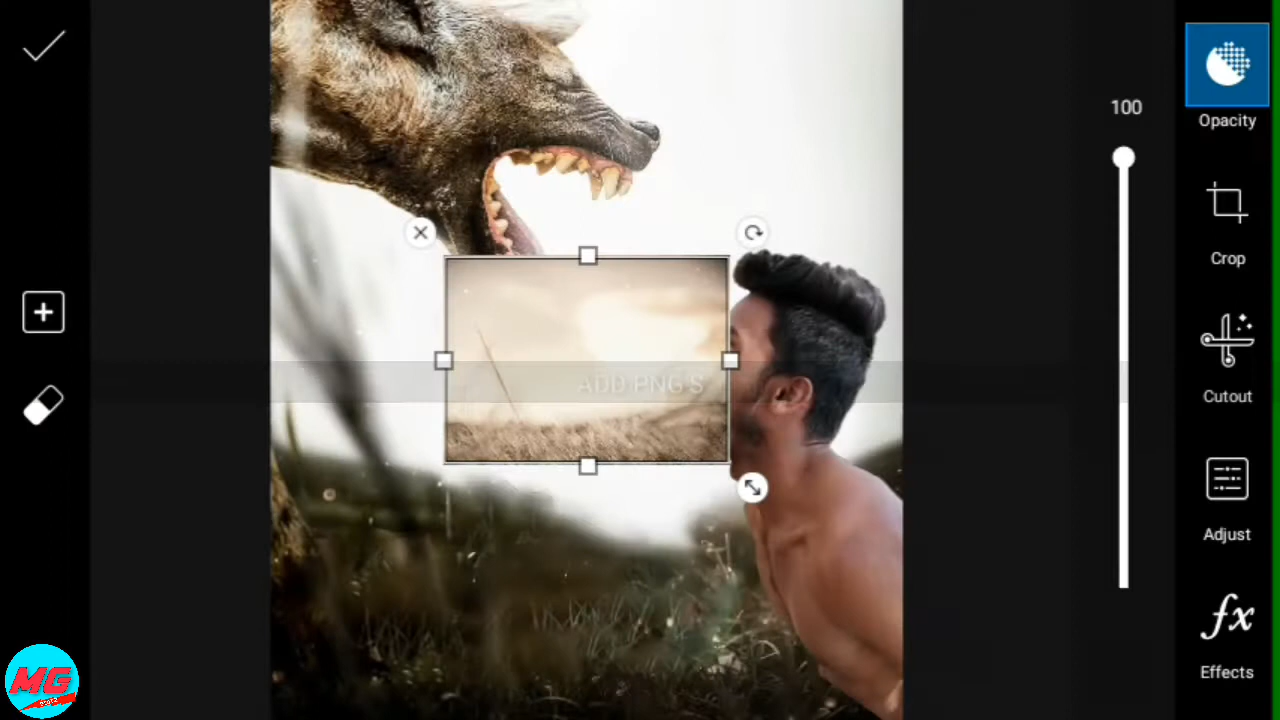 100
Opacity
Crop
Cutout
Adjust
fx
Effects
ADD PNG'S
MG